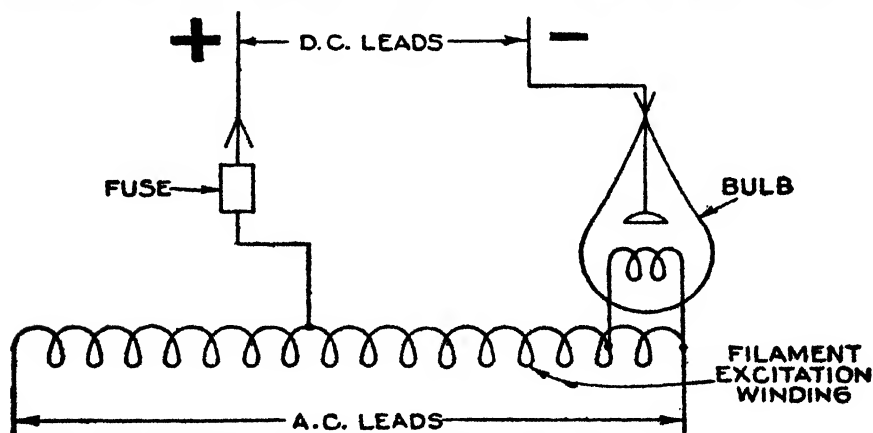 + D.C. LEADS −
FUSE
BULB
FILAMENT
EXCITATION
WINDING
A.C. LEADS